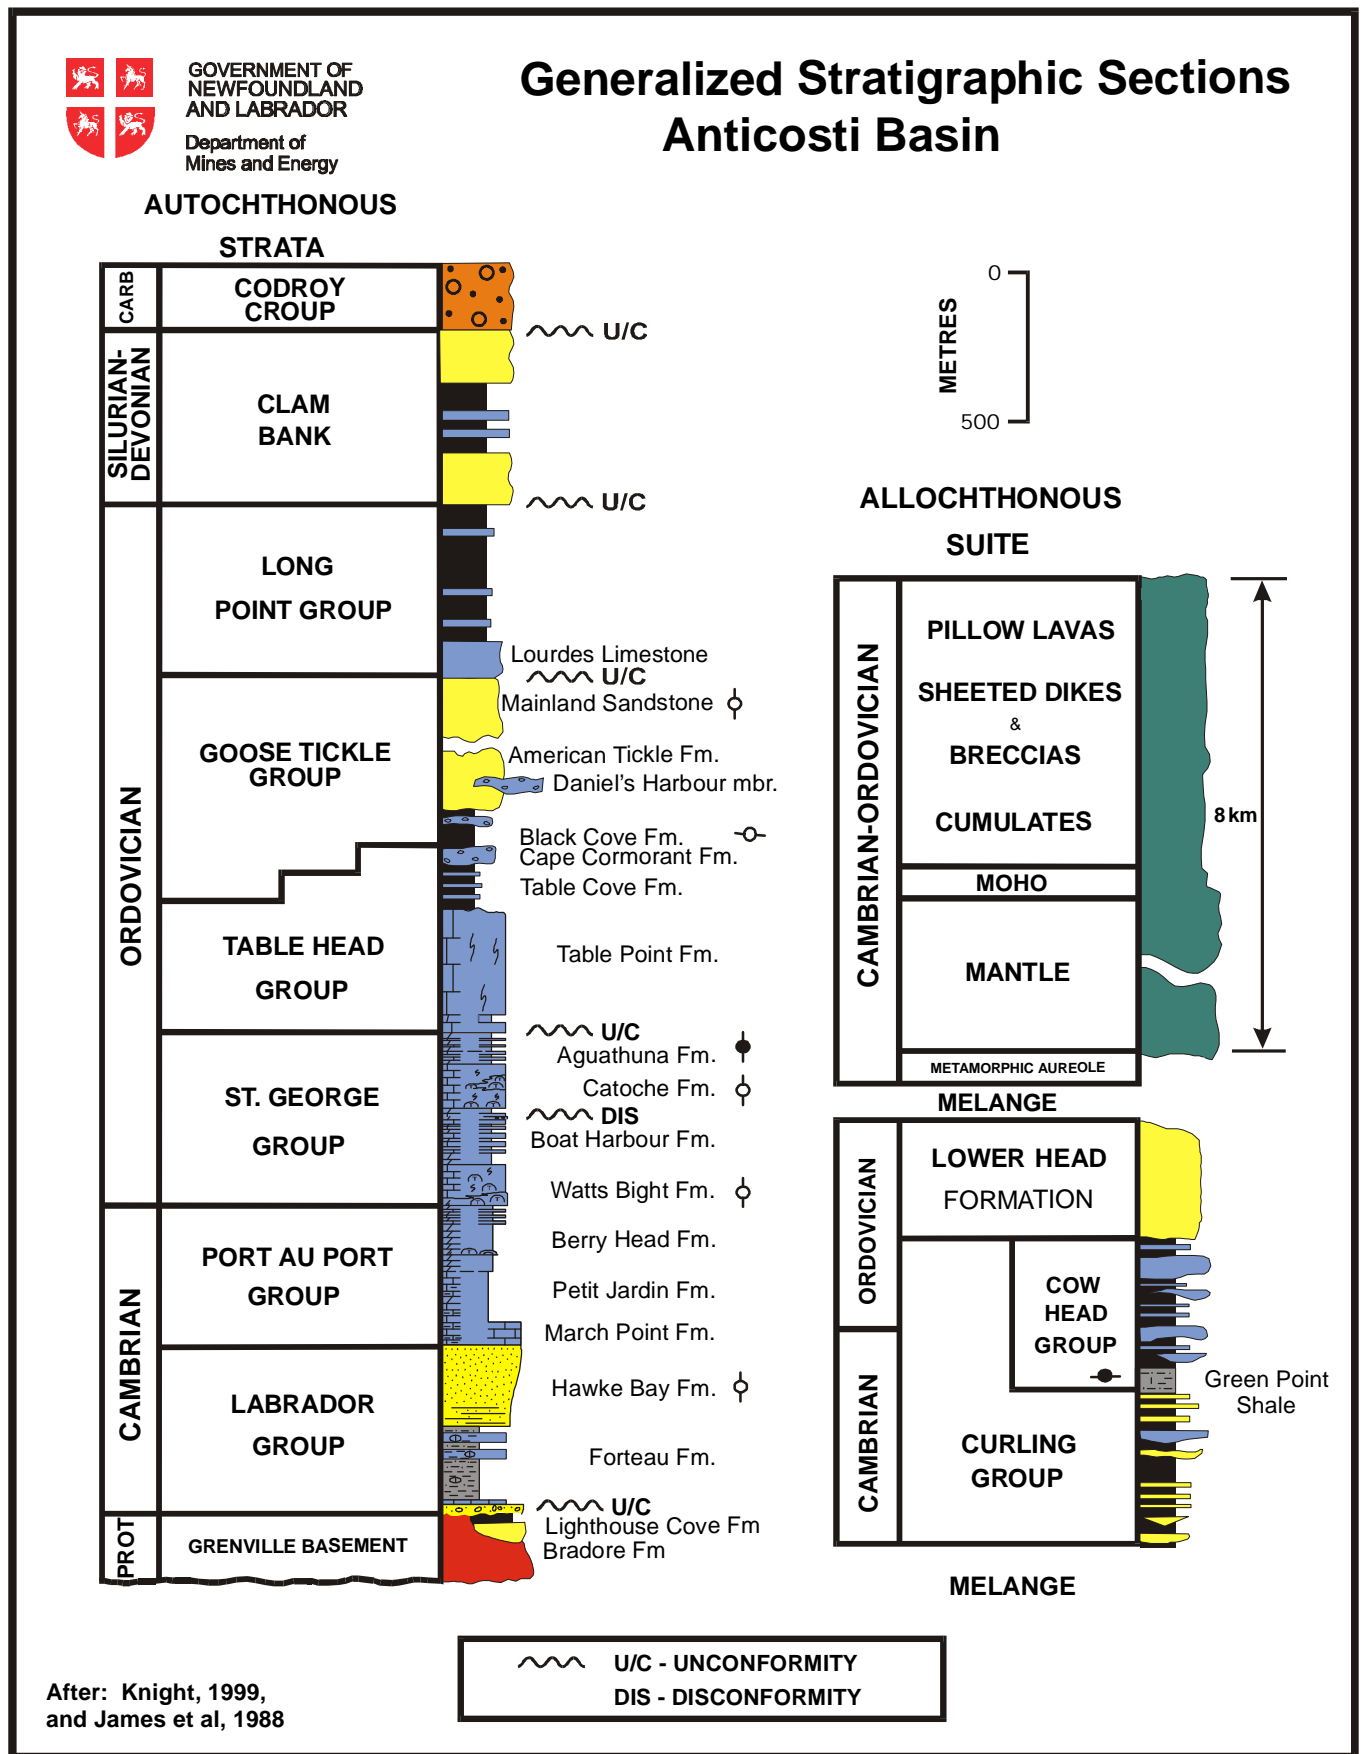 GOVERNMENT OF
NEWFOUNDLAND
AND LABRADOR
Department of
Mines and Energy
Generalized Stratigraphic Sections
Anticosti Basin
AUTOCHTHONOUS
STRATA
CARB
CODROY
CROUP
U/C
SILURIAN-
DEVONIAN
CLAM
BANK
U/C
ORDOVICIAN
LONG
POINT GROUP
Lourdes Limestone
U/C
Mainland Sandstone
GOOSE TICKLE
GROUP
American Tickle Fm.
Daniel's Harbour mbr.
Black Cove Fm.
Cape Cormorant Fm.
Table Cove Fm.
TABLE HEAD
GROUP
Table Point Fm.
U/C
Aguathuna Fm.
ST. GEORGE
GROUP
Catoche Fm.
DIS
Boat Harbour Fm.
Watts Bight Fm.
CAMBRIAN
PORT AU PORT
GROUP
Berry Head Fm.
Petit Jardin Fm.
March Point Fm.
LABRADOR
GROUP
Hawke Bay Fm.
Forteau Fm.
U/C
Lighthouse Cove Fm
Bradore Fm
PROT
GRENVILLE BASEMENT
METRES
0
500
ALLOCHTHONOUS
SUITE
CAMBRIAN-ORDOVICIAN
PILLOW LAVAS
SHEETED DIKES
&
BRECCIAS
CUMULATES
8 km
MOHO
MANTLE
METAMORPHIC AUREOLE
MELANGE
ORDOVICIAN
LOWER HEAD
FORMATION
COW
HEAD
GROUP
Green Point
Shale
CAMBRIAN
CURLING
GROUP
MELANGE
U/C - UNCONFORMITY
DIS - DISCONFORMITY
After: Knight, 1999,
and James et al, 1988